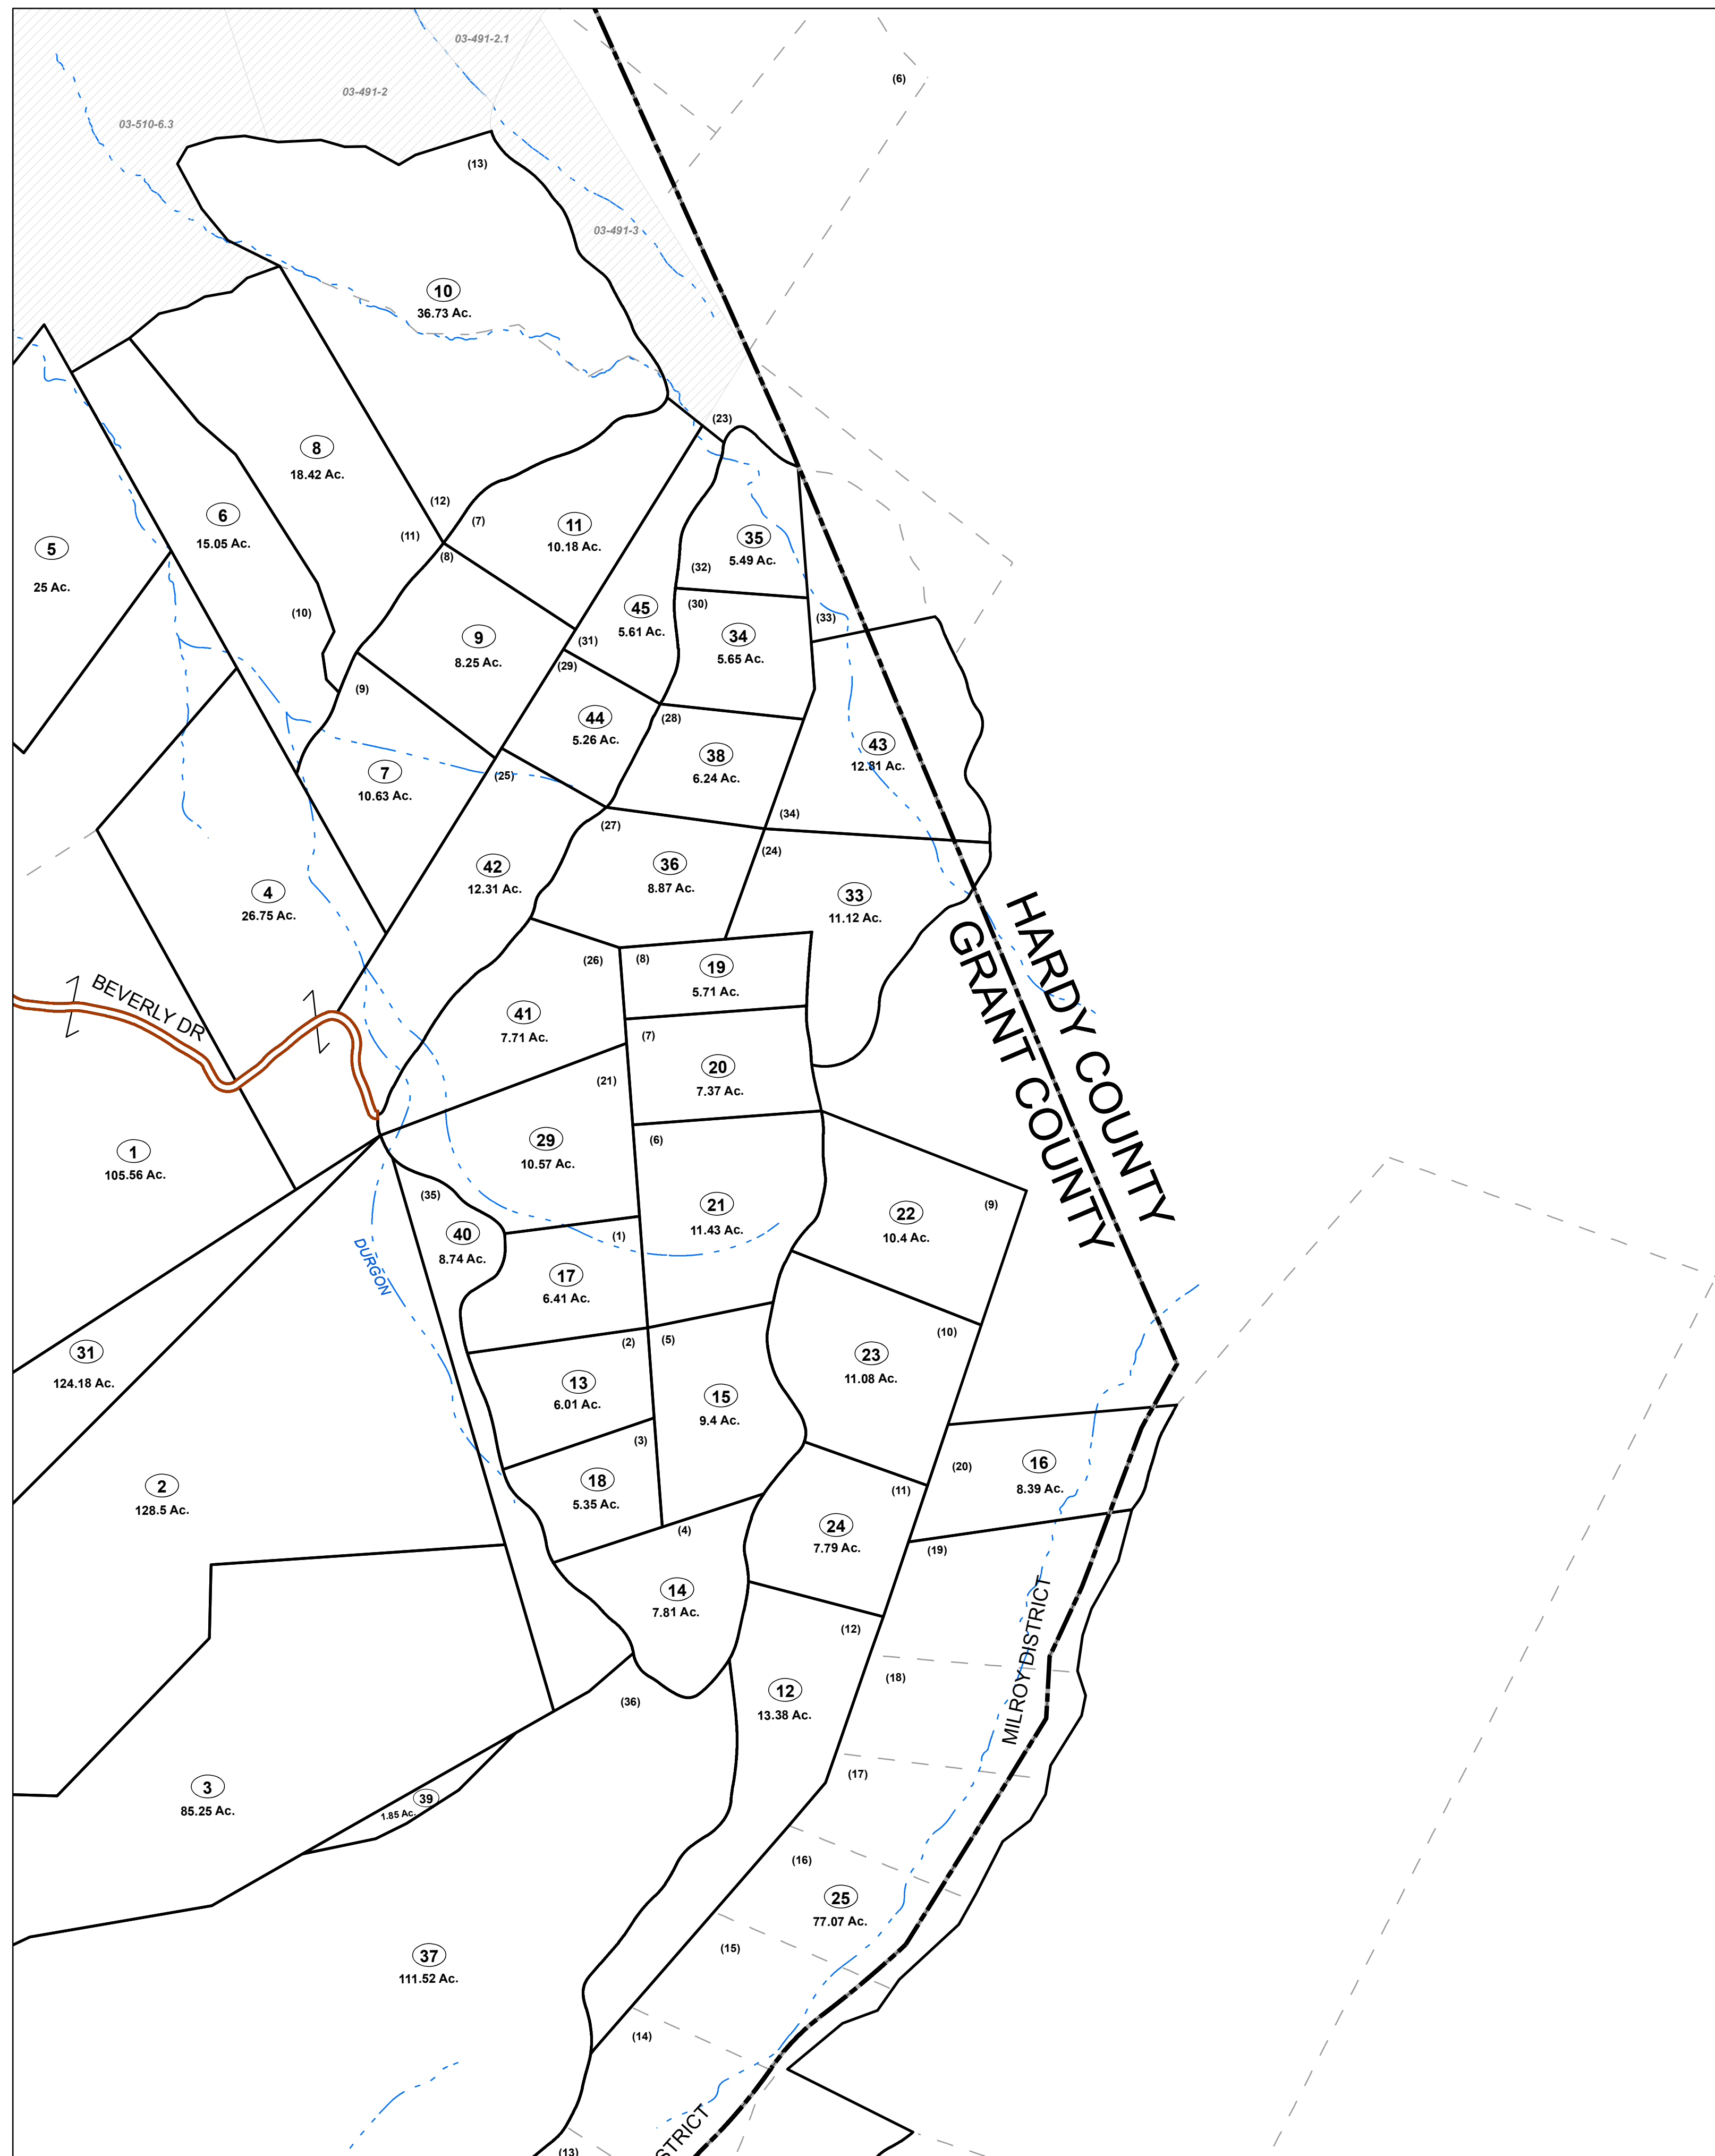 03-491-2.1
(6)
03-491-2
03-510-6.3
(13)
03-491-3
10
36.73 Ac.
(23)
8
18.42 Ac.
(12)
(7)
6
15.05 Ac.
11
10.18 Ac.
(11)
(8)
35
5.49 Ac.
5
25 Ac.
(32)
(30)
45
5.61 Ac.
(10)
(33)
9
8.25 Ac.
(31)
34
5.65 Ac.
(29)
(9)
44
5.26 Ac.
(28)
43
12.81 Ac.
38
6.24 Ac.
7
10.63 Ac.
(25)
(34)
(27)
(24)
42
12.31 Ac.
36
8.87 Ac.
4
26.75 Ac.
33
11.12 Ac.
HARDY COUNTY
GRANT COUNTY
(26)
(8)
19
5.71 Ac.
BEVERLY DR
41
7.71 Ac.
(7)
20
7.37 Ac.
(21)
1
105.56 Ac.
29
10.57 Ac.
(6)
(35)
21
11.43 Ac.
22
10.4 Ac.
(9)
40
8.74 Ac.
(1)
DURGON
17
6.41 Ac.
(10)
31
124.18 Ac.
(2)
(5)
23
11.08 Ac.
13
6.01 Ac.
15
9.4 Ac.
(3)
(20)
16
8.39 Ac.
2
128.5 Ac.
18
5.35 Ac.
(11)
(4)
24
7.79 Ac.
(19)
14
7.81 Ac.
(12)
MILROY DISTRICT
(18)
12
13.38 Ac.
(36)
(17)
3
85.25 Ac.
39
1.85 Ac.
(16)
25
77.07 Ac.
37
111.52 Ac.
(15)
(14)
STRICT
(13)